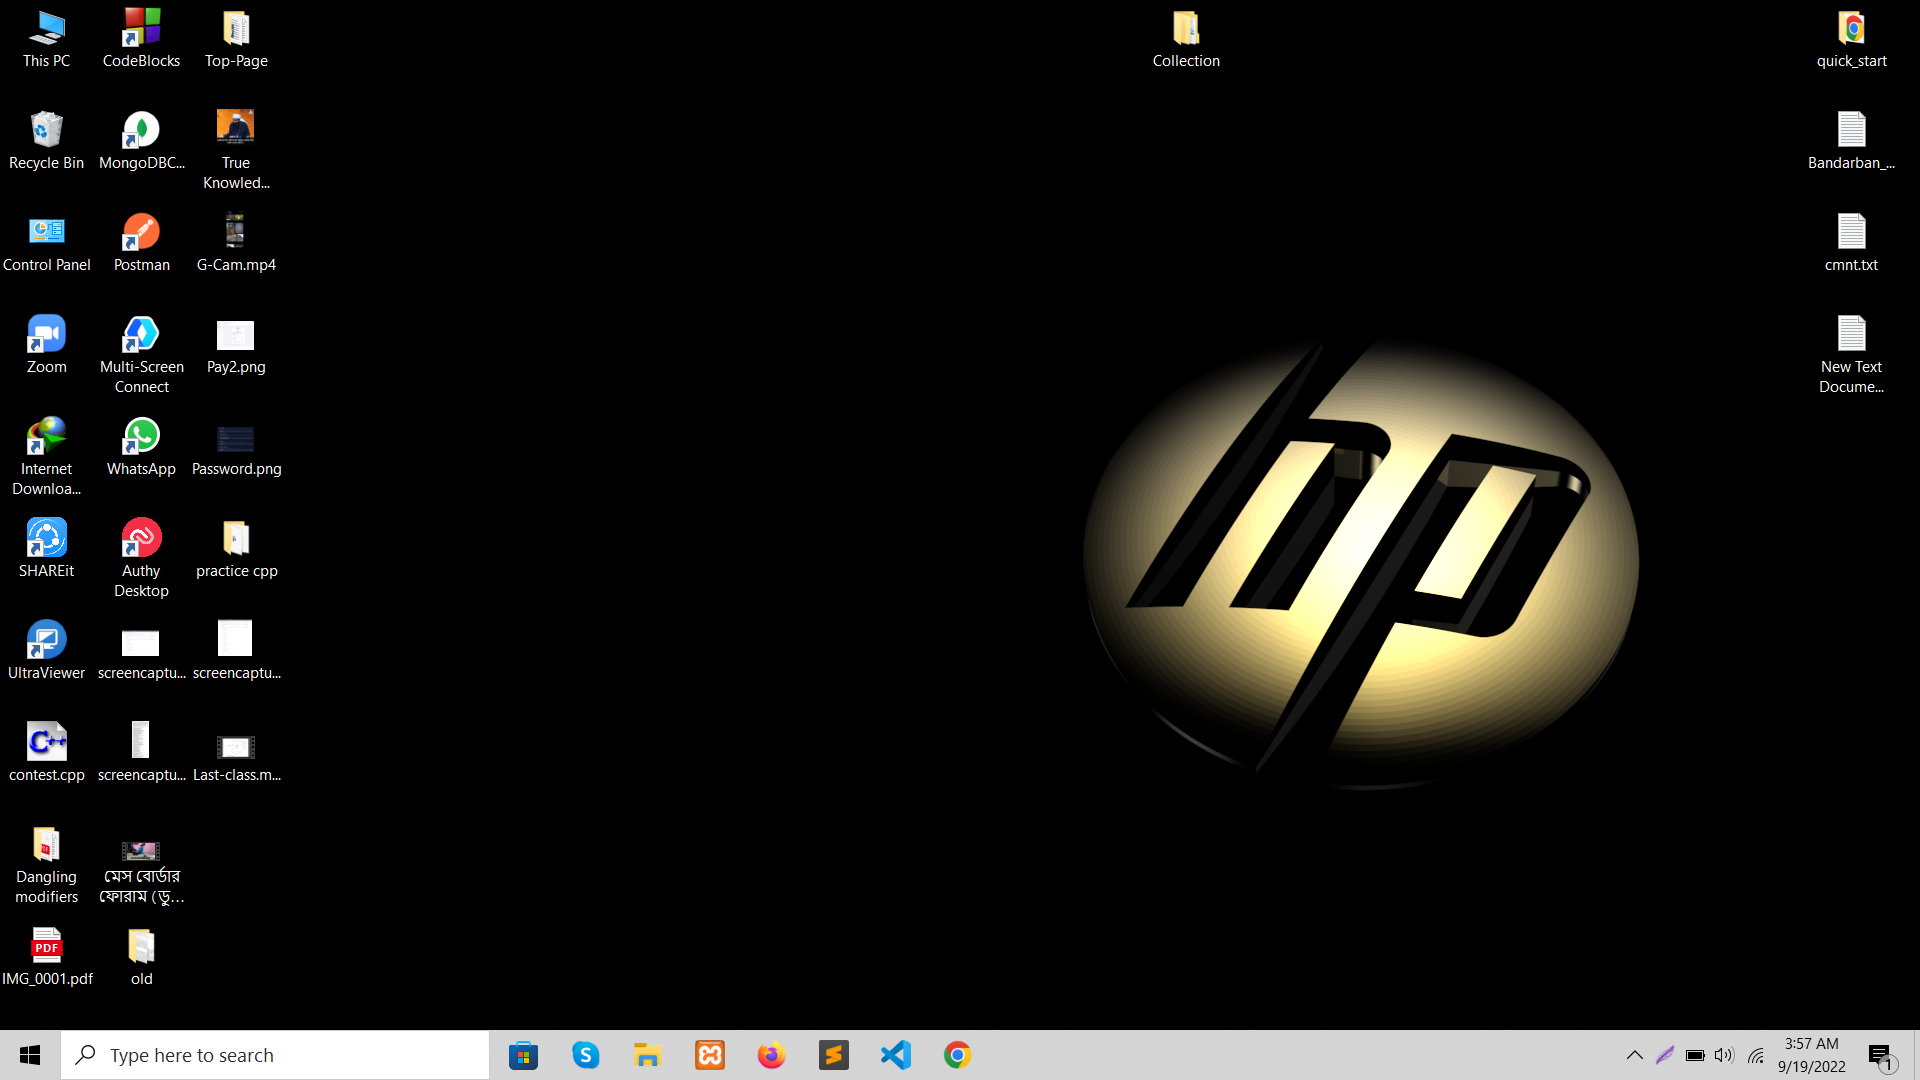 This PC
CodeBlocks
Top-Page
Collection
quick_start
Recycle Bin
MongoDBC...
True
Knowled...
Bandarban_...
Control Panel
Postman
G-Cam.mp4
cmnt.txt
Zoom
Multi-Screen
Connect
Pay2.png
New Text
Docume...
Internet
Downloa...
WhatsApp
Password.png
SHAREit
Authy
Desktop
practice cpp
UltraViewer
screencaptu...
screencaptu...
C++
contest.cpp
screencaptu...
Last-class.m...
Dangling
modifiers
মেস বোর্ডার
ফোরাম (ডু...
PDF
IMG_0001.pdf
old
hp
Type here to search
3:57 AM
9/19/2022
1